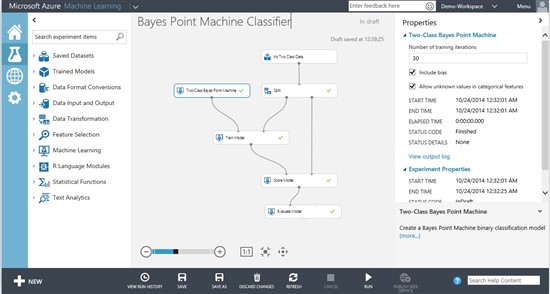 Microsoft Azure Machine Learning
Enter feedback here
Demo-Workspace
Menu
Search experiment items
Saved Datasets
Trained Models
Data Format Conversions
Data Input and Output
Data Transformation
Feature Selection
Machine Learning
R Language Modules
Statistical Functions
Text Analytics
Bayes Point Machine Classifier
In draft
Draft saved at 12:38:25
My Two Class Data
Two-Class Bayes Point Machine
Split
Train Model
Score Model
Evaluate Model
1:1
Properties
Two-Class Bayes Point Machine
Number of training iterations
30
Include bias
Allow unknown values in categorical features
START TIME 10/24/2014 12:32:01 AM
END TIME 10/24/2014 12:32:01 AM
ELAPSED TIME 0:00:00.000
STATUS CODE Finished
STATUS DETAILS None
View output log
Experiment Properties
START TIME 10/24/2014 12:32:01 AM
END TIME 10/24/2014 12:32:01 AM
STATUS CODE InDraft
Two-Class Bayes Point Machine
Create a Bayes Point Machine binary classification model
(more...)
NEW
VIEW RUN HISTORY
SAVE
SAVE AS
DISCARD CHANGES
REFRESH
CANCEL
RUN
PUBLISH WEB
SERVICE
Search Help Content